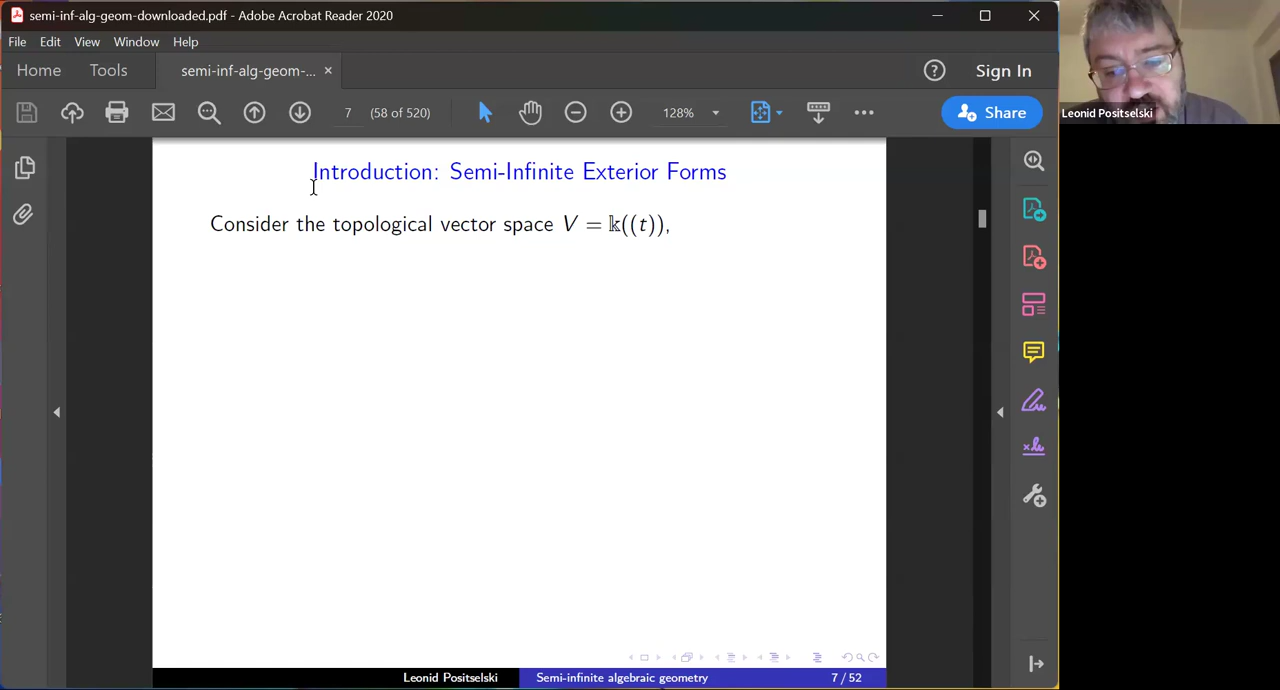 semi-inf-alg-geom-downloaded.pdf - Adobe Acrobat Reader 2020
File Edit View Window Help
Home Tools semi-inf-alg-geom-... × Sign In
7 (58 of 520) 128% Share
Leonid Positselski
Introduction: Semi-Infinite Exterior Forms
Consider the topological vector space V = 𝕜((t)),
Leonid Positselski Semi-infinite algebraic geometry 7 / 52